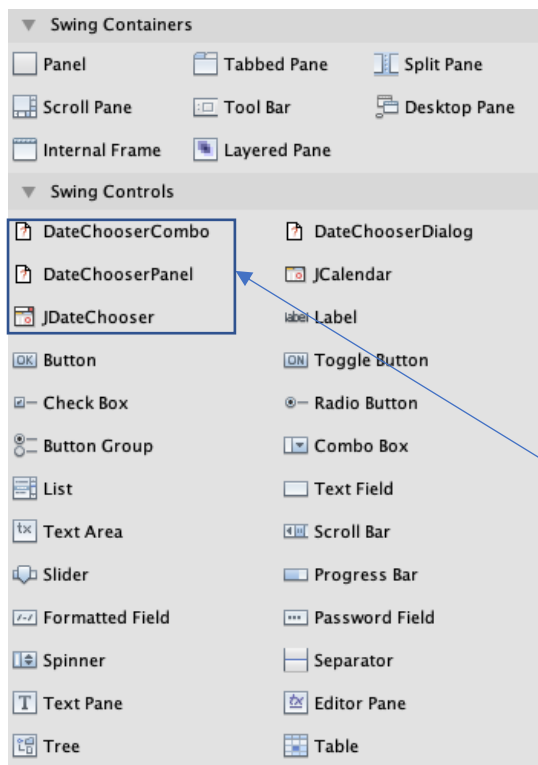 Swing Containers
Panel Tabbed Pane Split Pane
Scroll Pane Tool Bar Desktop Pane
Internal Frame Layered Pane
Swing Controls
DateChooserCombo DateChooserDialog
DateChooserPanel JCalendar
JDateChooser label Label
OK Button ON Toggle Button
Check Box Radio Button
Button Group Combo Box
List Text Field
tx Text Area Scroll Bar
Slider Progress Bar
Formatted Field Password Field
Spinner Separator
T Text Pane tx Editor Pane
Tree Table